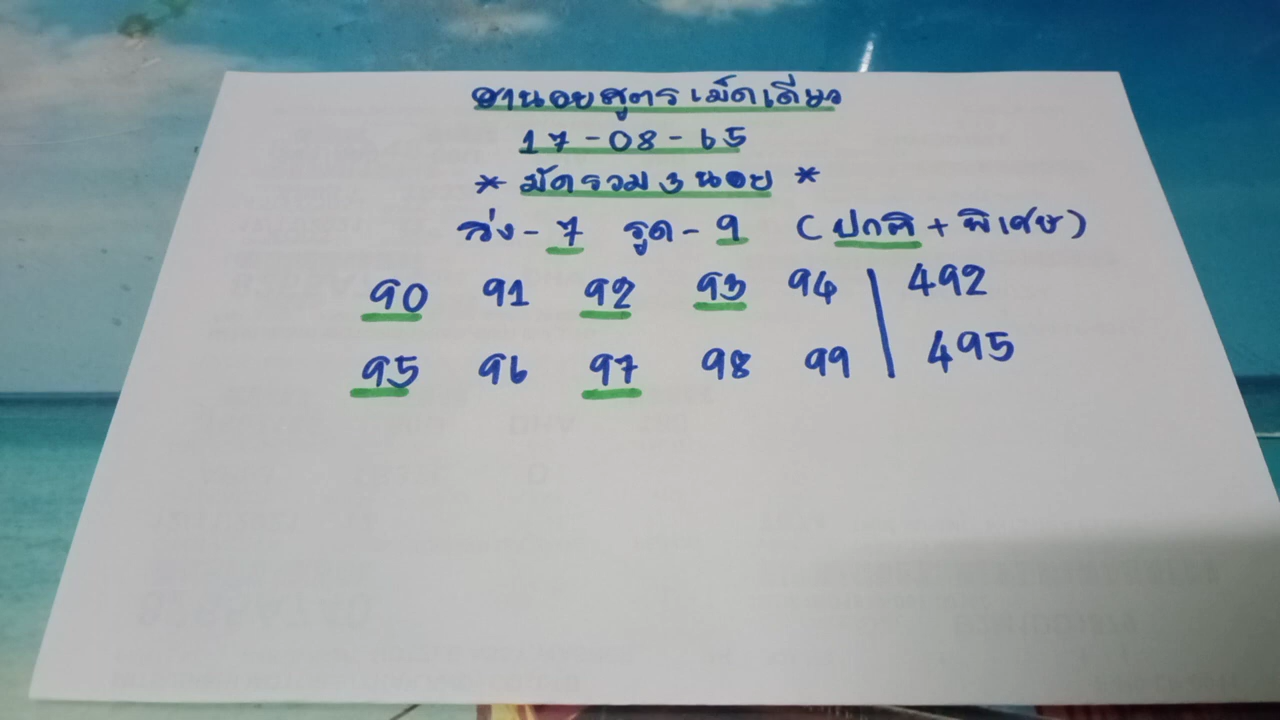 ฮานอยสูตรเม็ดเดียว
17-08-65
* มัดรวม 3 นอย *
วิ่ง- 7 รูด- 9 (ปกติ + พิเศษ)
90 91 92 93 94 | 492
95 96 97 98 99 | 495